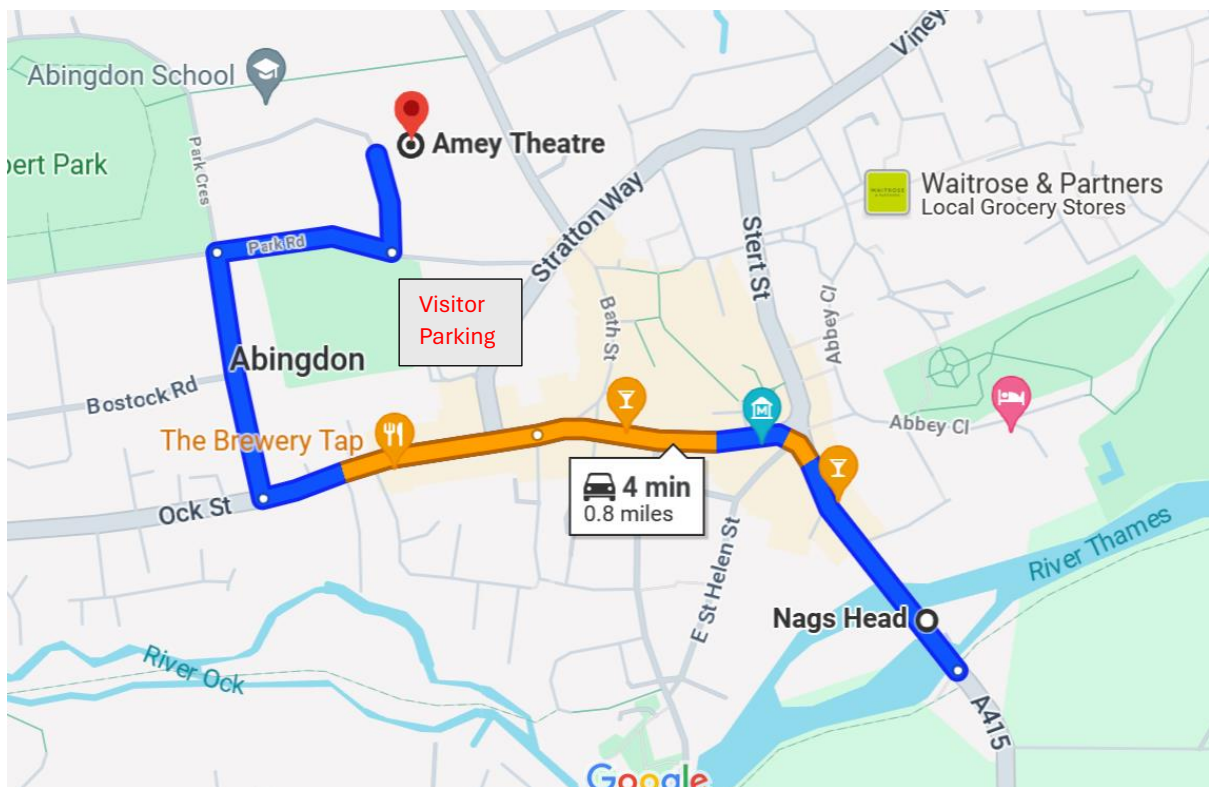 Viney
Abingdon School
Amey Theatre
Park Cres
pert Park
Waitrose & Partners
Local Grocery Stores
WAITROSE
Stratton Way
Stert St
Park Rd
Visitor
Parking
Bath St
Abbey Cl
Abingdon
Bostock Rd
Abbey Cl
The Brewery Tap
4 min
0.8 miles
Ock St
E St Helen St
River Thames
Nags Head
River Ock
A415
Google